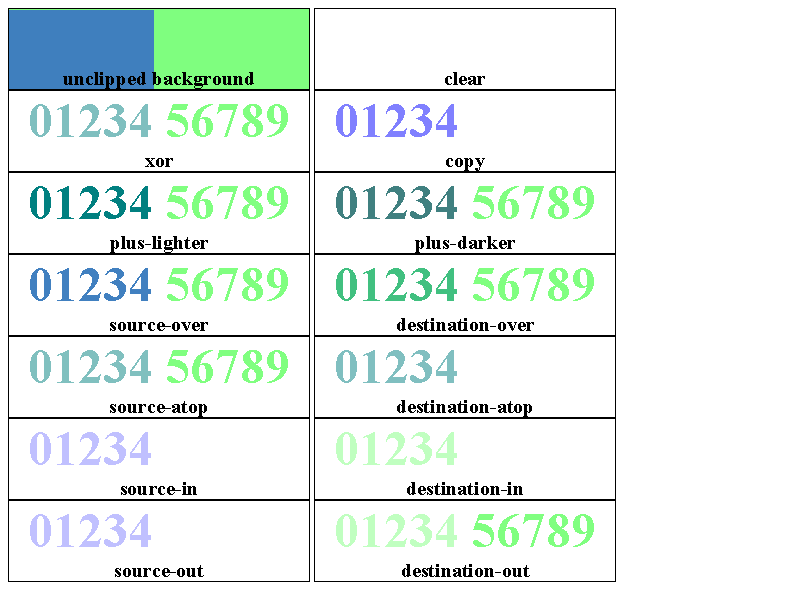 unclipped background
clear
01234 56789
xor
01234
copy
01234 56789
plus-lighter
01234 56789
plus-darker
01234 56789
source-over
01234 56789
destination-over
01234 56789
source-atop
01234
destination-atop
01234
source-in
01234
destination-in
01234
source-out
01234 56789
destination-out